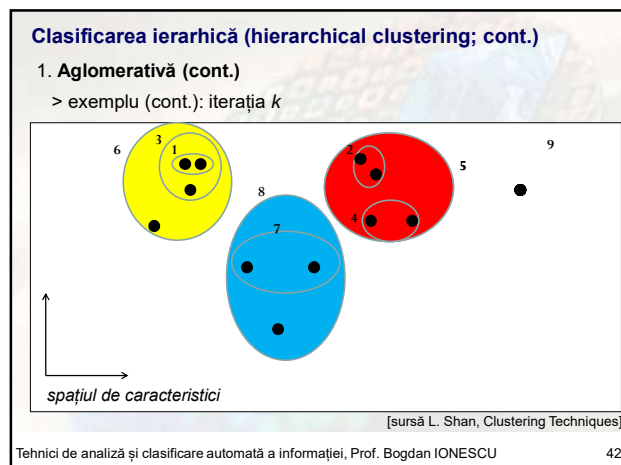 Clasificarea ierarhică (hierarchical clustering; cont.)
1. Aglomerativă (cont.)
> exemplu (cont.): iterația k
6
3
1
2
5
9
4
8
7
spațiul de caracteristici
[sursă L. Shan, Clustering Techniques]
Tehnici de analiză și clasificare automată a informației, Prof. Bogdan IONESCU 42